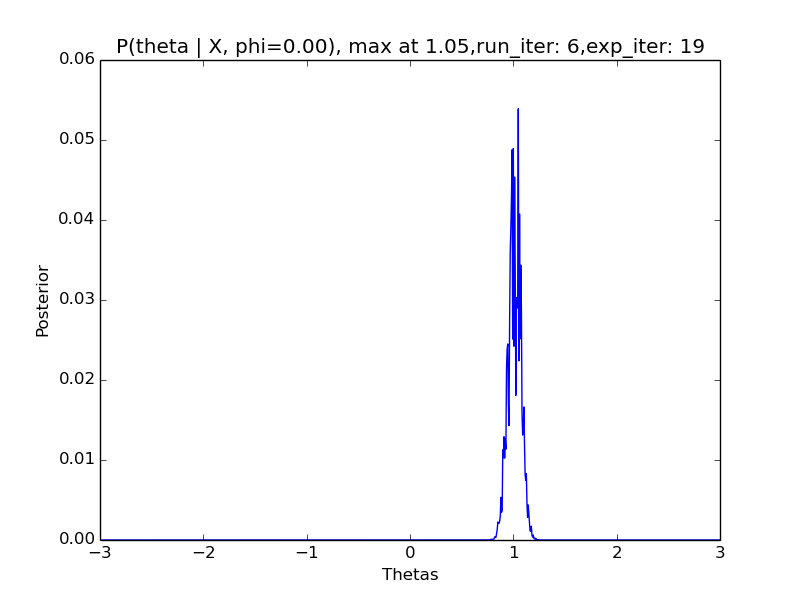 P(theta | X, phi=0.00), max at 1.05,run_iter: 6,exp_iter: 19
0.06
0.05
0.04
0.03
0.02
0.01
0.00
Posterior
−3 −2 −1 0 1 2 3
Thetas